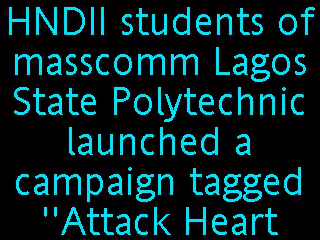 HNDII students of
masscomm Lagos
State Polytechnic
launched a
campaign tagged
"Attack Heart